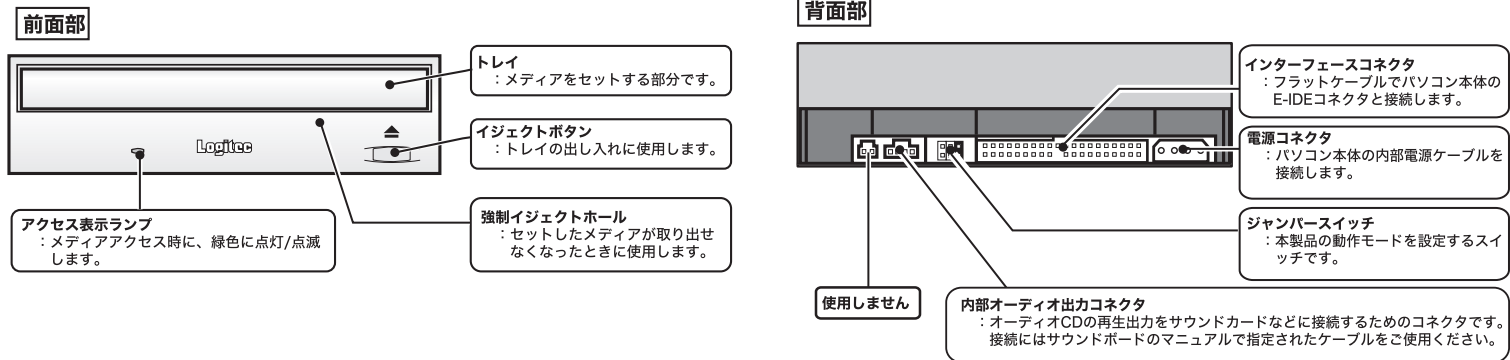 前面部
トレイ
：メディアをセットする部分です。
イジェクトボタン
：トレイの出し入れに使用します。
Logitec
アクセス表示ランプ
：メディアアクセス時に、緑色に点灯/点滅
します。
強制イジェクトホール
：セットしたメディアが取り出せ
なくなったときに使用します。
背面部
インターフェースコネクタ
：フラットケーブルでパソコン本体の
E-IDEコネクタと接続します。
電源コネクタ
：パソコン本体の内部電源ケーブルを
接続します。
ジャンパースイッチ
：本製品の動作モードを設定するスイ
ッチです。
使用しません
内部オーディオ出力コネクタ
：オーディオCDの再生出力をサウンドカードなどに接続するためのコネクタです。
接続にはサウンドボードのマニュアルで指定されたケーブルをご使用ください。